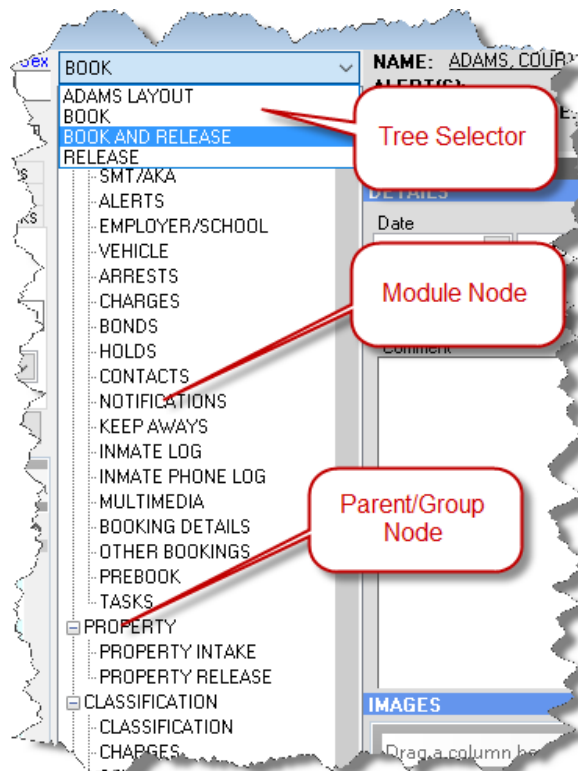 Sex
BOOK
NAME: ADAMS, COUR
ALERT(S):
ADAMS LAYOUT
BOOK
BOOK AND RELEASE
RELEASE
Tree Selector
SMT/AKA
DETAILS
ALERTS
Date
EMPLOYER/SCHOOL
VEHICLE
ARRESTS
CHARGES
Module Node
BONDS
HOLDS
Comment
CONTACTS
NOTIFICATIONS
KEEP AWAYS
INMATE LOG
INMATE PHONE LOG
MULTIMEDIA
Parent/Group
Node
BOOKING DETAILS
OTHER BOOKINGS
PREBOOK
TASKS
PROPERTY
PROPERTY INTAKE
PROPERTY RELEASE
CLASSIFICATION
IMAGES
CLASSIFICATION
CHARGES
Drag a column he